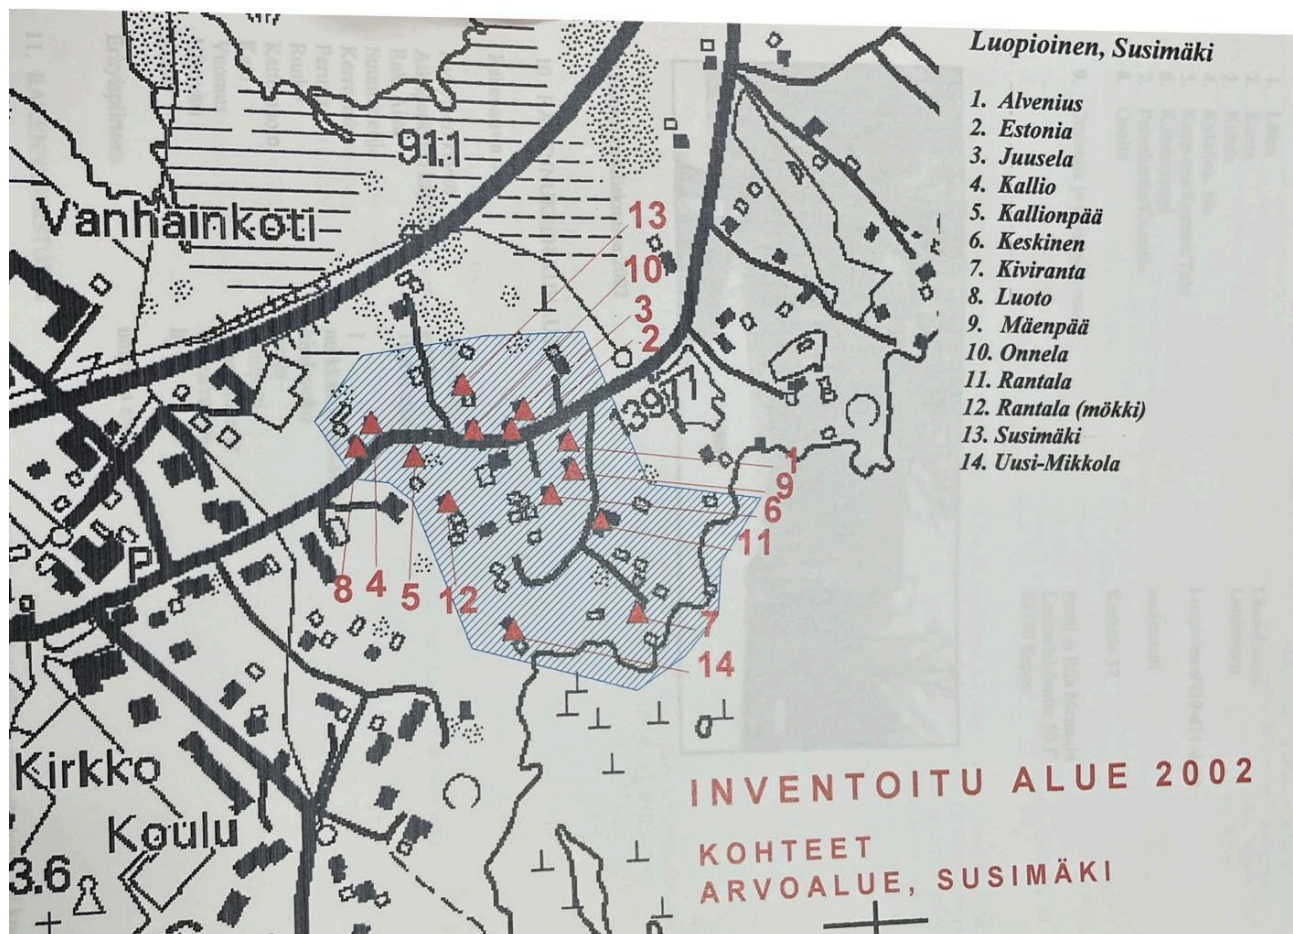 Luopioinen, Susimäki
1. Alvenius
2. Estonia
3. Juusela
4. Kallio
5. Kallionpää
6. Keskinen
7. Kiviranta
8. Luoto
9. Mäenpää
10. Onnela
11. Rantala
12. Rantala (mökki)
13. Susimäki
14. Uusi-Mikkola
91.1
Vanhainkoti
13
10
3
2
1
9
6
11
8
4
5
12
7
14
P
Kirkko
Koulu
3.6
INVENTOITU ALUE 2002
KOHTEET
ARVOALUE, SUSIMÄKI